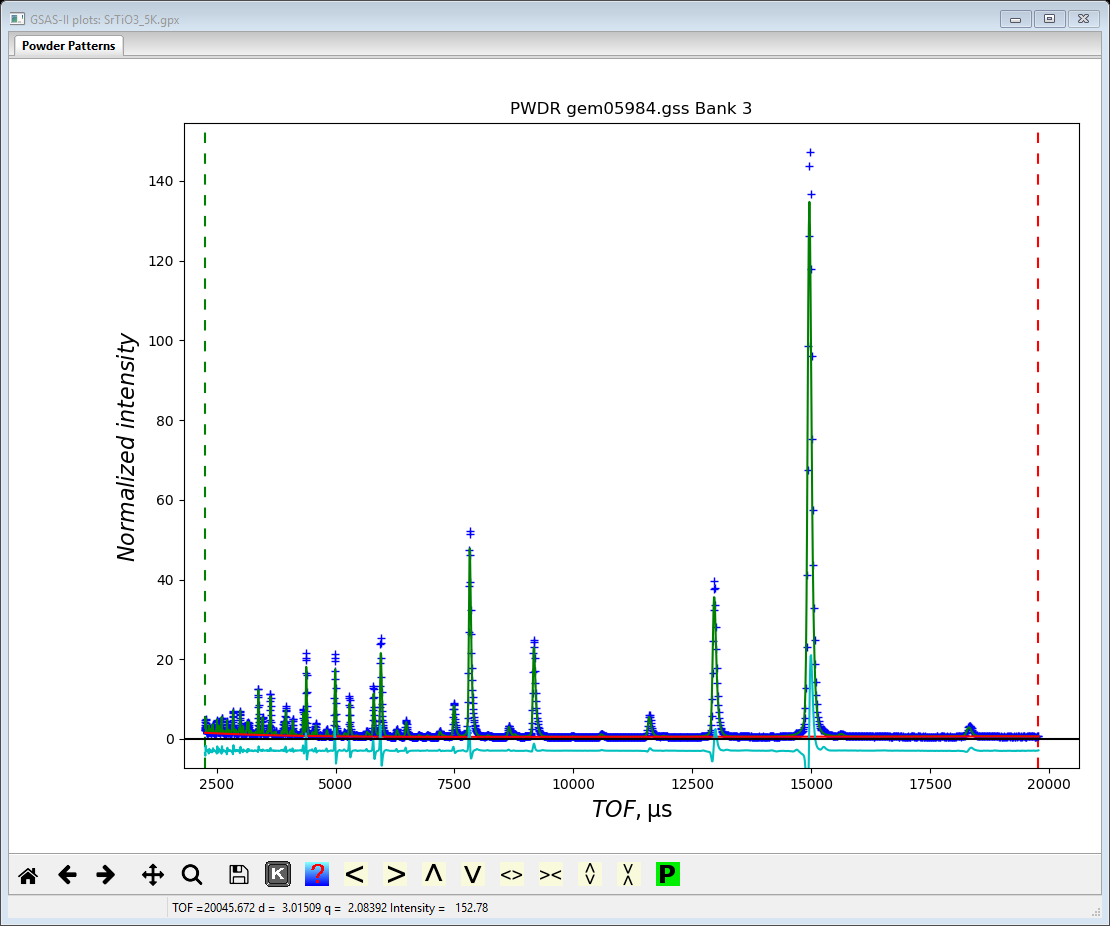 GSAS-II plots: SrTiO3_5K.gpx
Powder Patterns
PWDR gem05984.gss Bank 3
140
120
100
80
60
40
20
0
Normalized intensity
2500 5000 7500 10000 12500 15000 17500 20000
TOF, µs
K ? < > Λ V <> >< P
TOF =20045.672 d = 3.01509 q = 2.08392 Intensity = 152.78